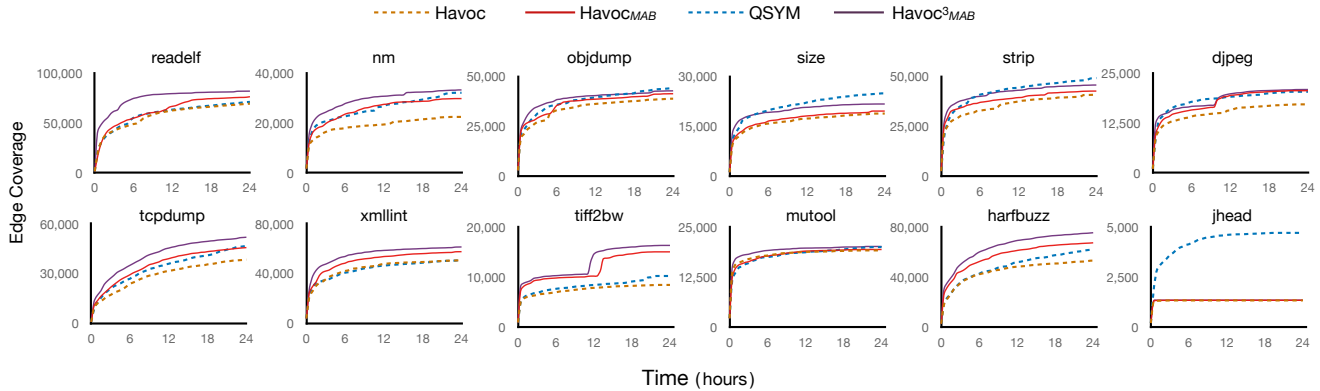 Havoc Havoc_MAB QSYM Havoc³_MAB
readelf nm objdump size strip djpeg
100,000 40,000 50,000 30,000 50,000 25,000
50,000 20,000 25,000 15,000 25,000 12,500
0 0 0 0 0 0
0 6 12 18 24 0 6 12 18 24 0 6 12 18 24 0 6 12 18 24 0 6 12 18 24 0 6 12 18 24
Edge Coverage
tcpdump xmllint tiff2bw mutool harfbuzz jhead
60,000 80,000 20,000 25,000 80,000 5,000
30,000 40,000 10,000 12,500 40,000 2,500
0 0 0 0 0 0
0 6 12 18 24 0 6 12 18 24 0 6 12 18 24 0 6 12 18 24 0 6 12 18 24 0 6 12 18 24
Time (hours)